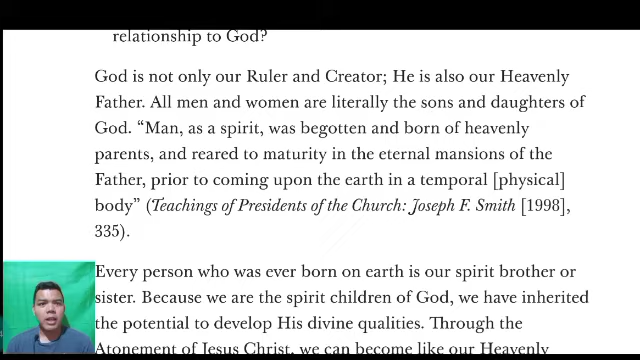 relationship to God?
God is not only our Ruler and Creator; He is also our Heavenly
Father. All men and women are literally the sons and daughters of
God. “Man, as a spirit, was begotten and born of heavenly
parents, and reared to maturity in the eternal mansions of the
Father, prior to coming upon the earth in a temporal [physical]
body” (Teachings of Presidents of the Church: Joseph F. Smith [1998],
335).
Every person who was ever born on earth is our spirit brother or
sister. Because we are the spirit children of God, we have inherited
the potential to develop His divine qualities. Through the
Atonement of Jesus Christ, we can become like our Heavenly